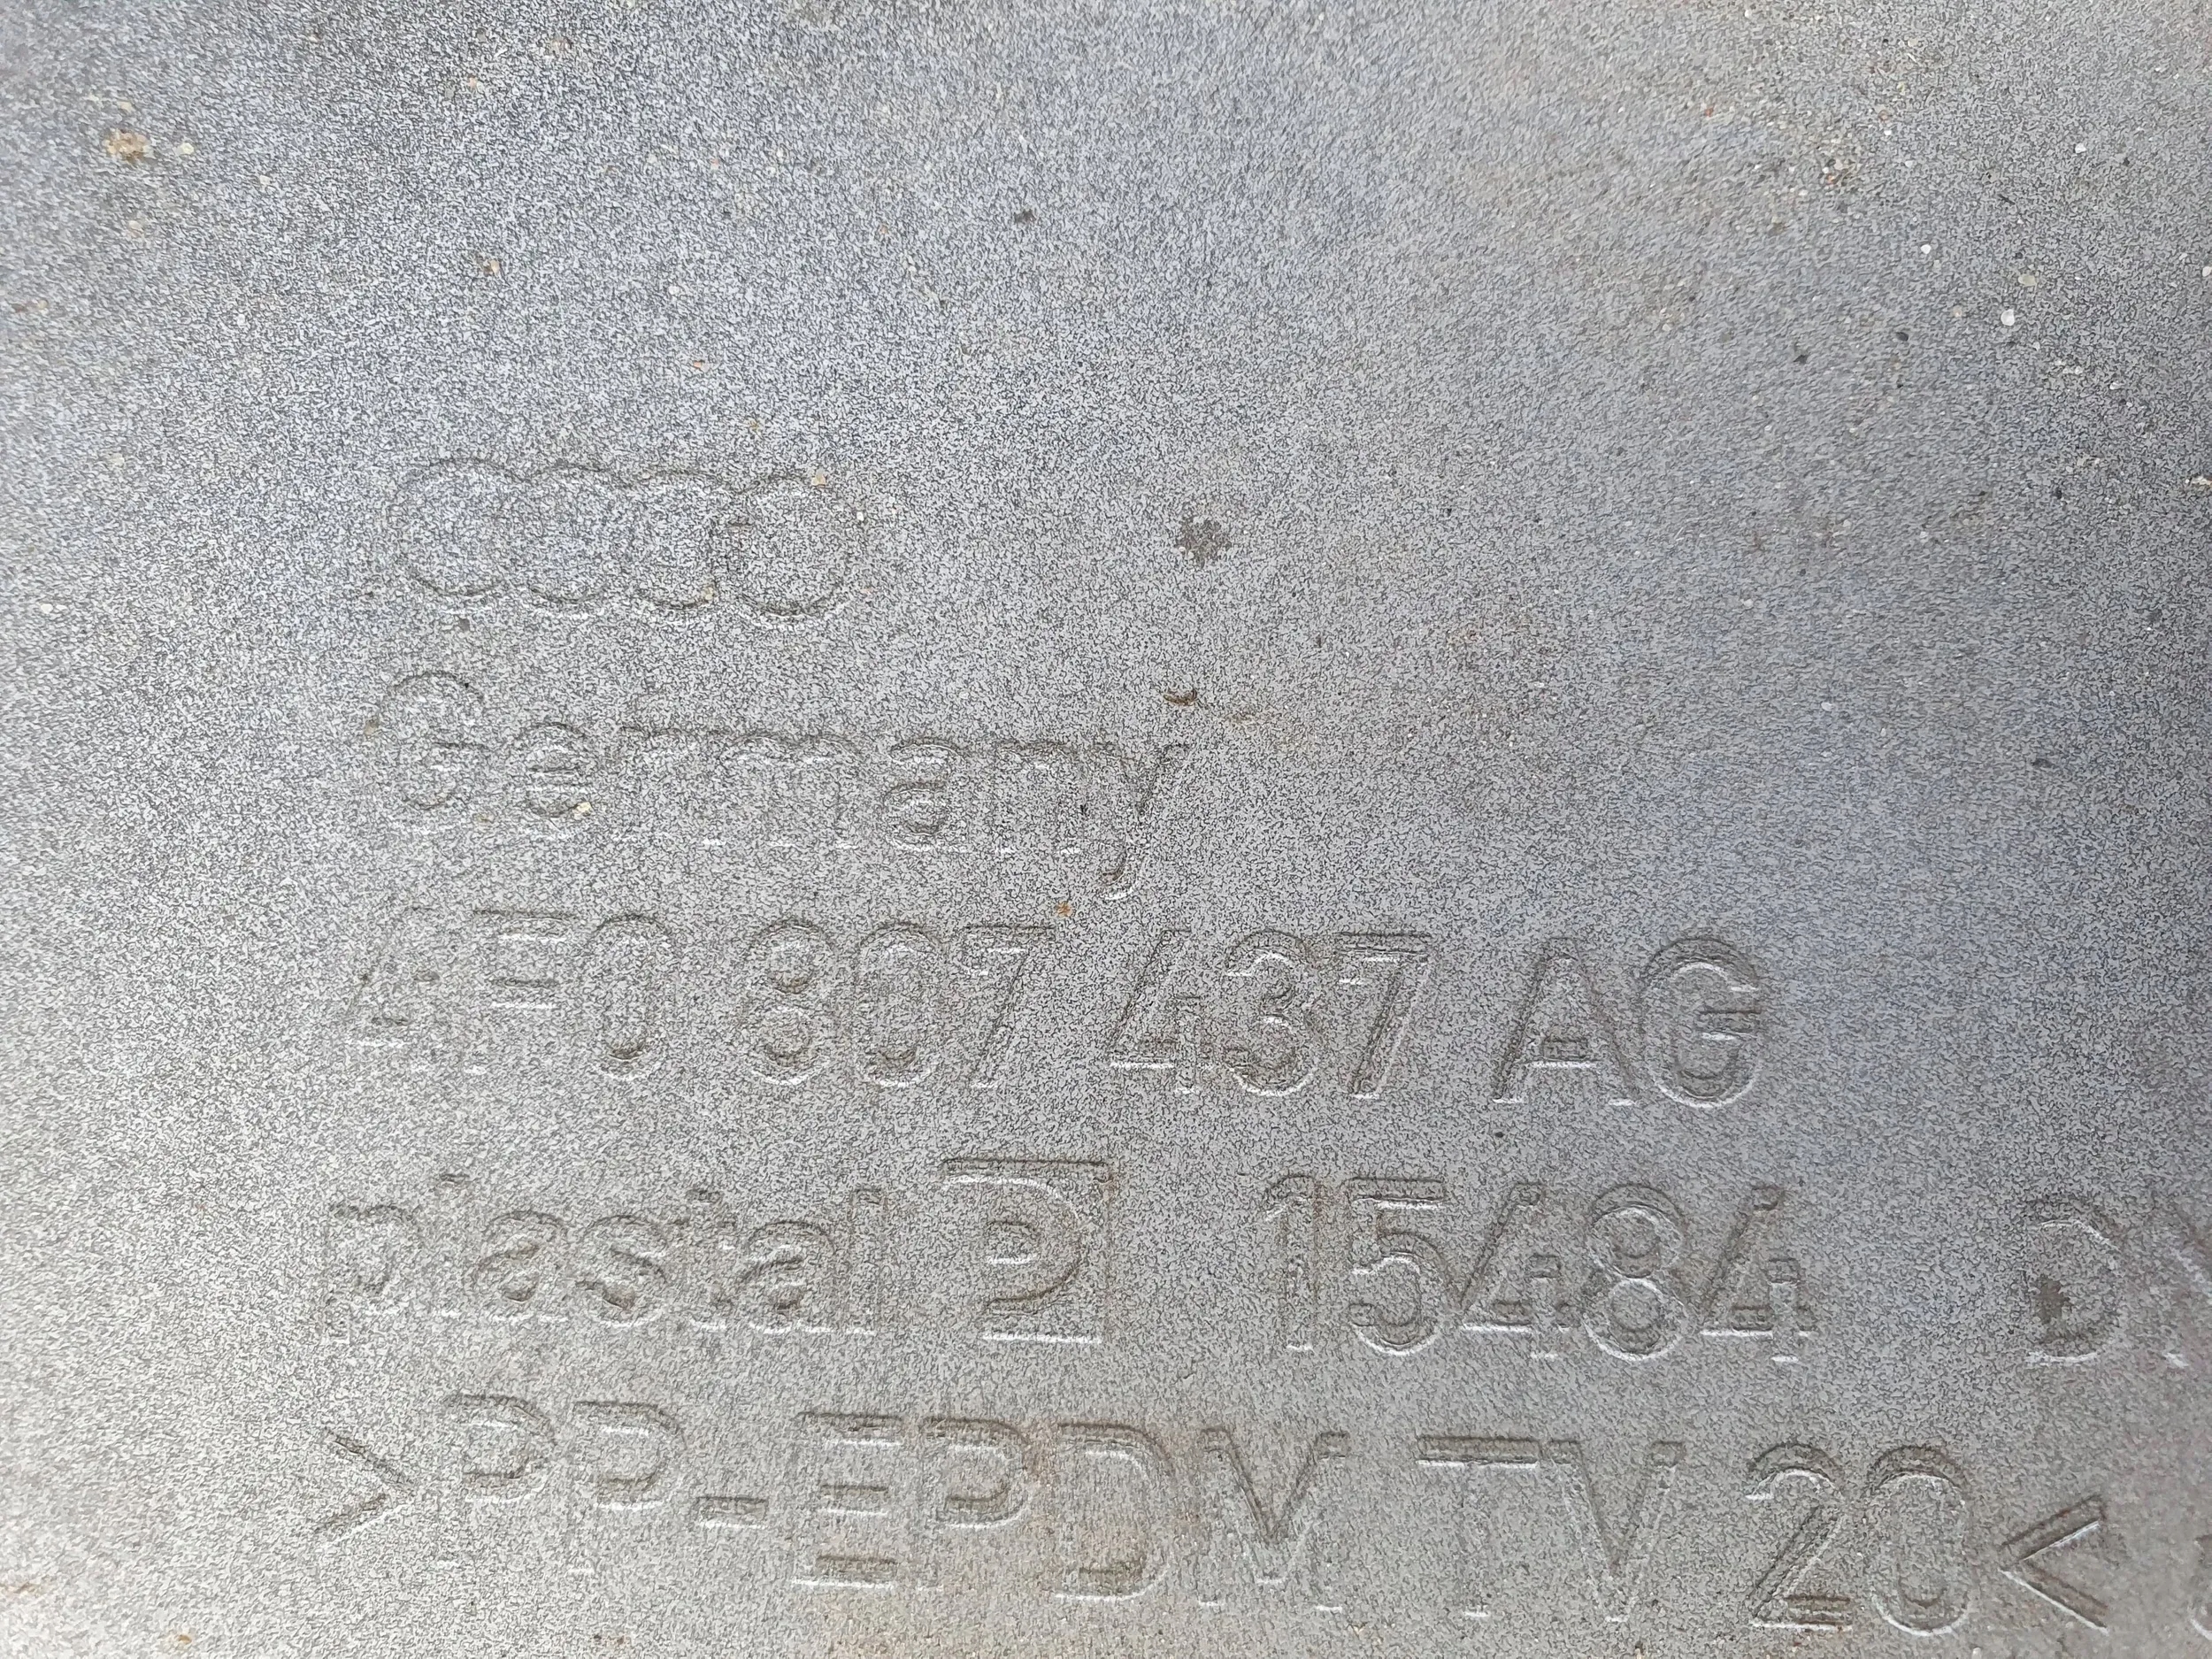 Germany
4F0 807 437 AG
plastal 15484
>PP-EPDM TV 20<